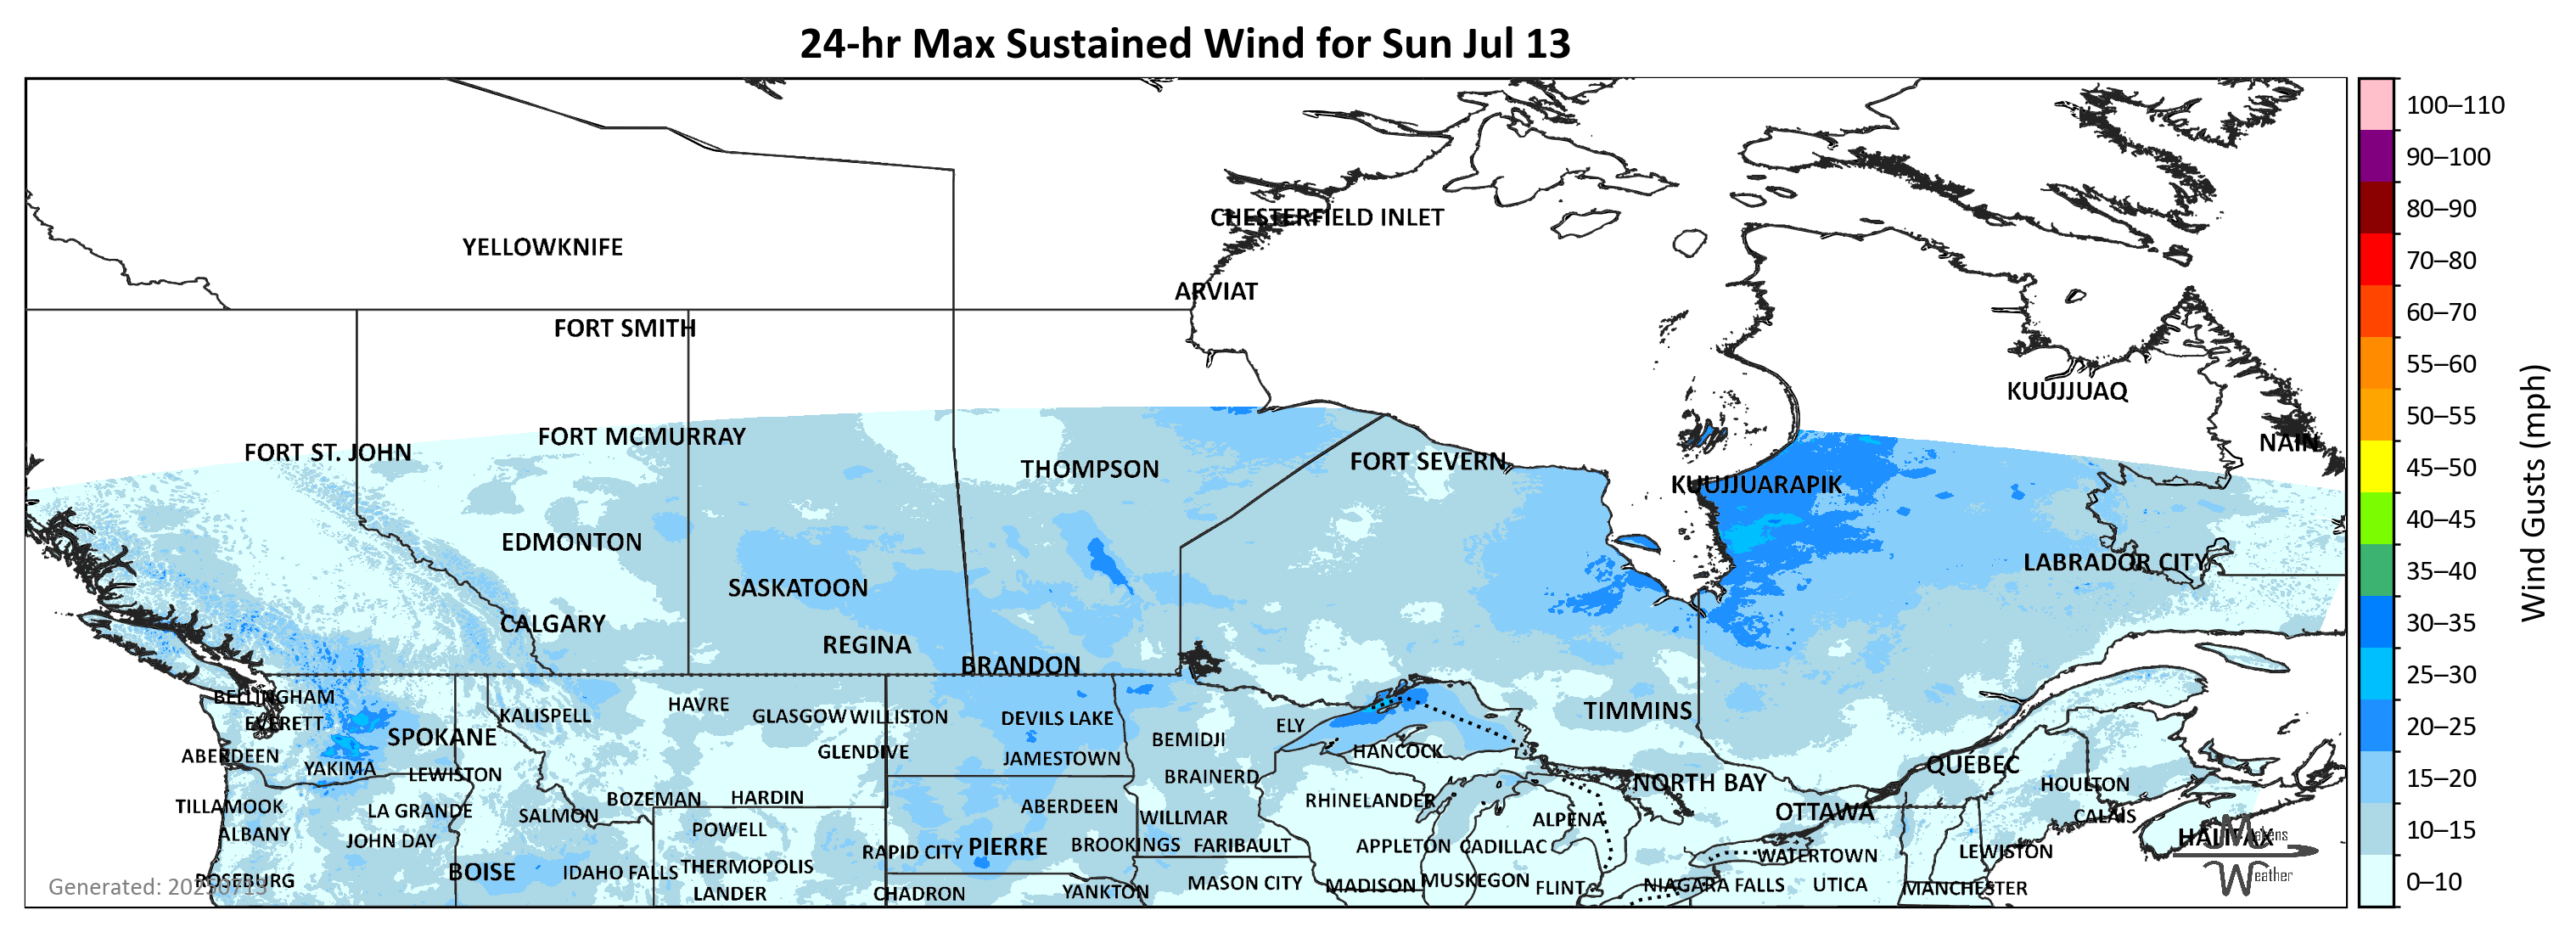 24-hr Max Sustained Wind for Sun Jul 13
100–110
90–100
CHESTERFIELD INLET
80–90
YELLOWKNIFE
70–80
ARVIAT
FORT SMITH
60–70
55–60
KUUJJUAQ
50–55
FORT MCMURRAY
NAIN
FORT ST. JOHN
FORT SEVERN
THOMPSON
45–50
KUUJJUARAPIK
40–45
EDMONTON
LABRADOR CITY
35–40
Wind Gusts (mph)
SASKATOON
CALGARY
30–35
REGINA
BRANDON
25–30
BELLINGHAM
HAVRE
KALISPELL
GLASGOW
WILLISTON
DEVILS LAKE
TIMMINS
EVERETT
ELY
20–25
SPOKANE
BEMIDJI
HANCOCK
GLENDIVE
ABERDEEN
JAMESTOWN
QUÉBEC
YAKIMA
LEWISTON
BRAINERD
15–20
NORTH BAY
HOULTON
BOZEMAN
HARDIN
RHINELANDER
TILLAMOOK
LA GRANDE
ABERDEEN
OTTAWA
SALMON
WILLMAR
ALPENA
CALAIS
10–15
ALBANY
POWELL
HALIFAX
Makens
Weather
JOHN DAY
PIERRE
BROOKINGS
FARIBAULT
APPLETON
CADILLAC
RAPID CITY
LEWISTON
WATERTOWN
BOISE
IDAHO FALLS
THERMOPOLIS
ROSEBURG
MASON CITY
MADISON
MUSKEGON
0–10
Generated: 20250713
LANDER
CHADRON
YANKTON
FLINT
NIAGARA FALLS
UTICA
MANCHESTER